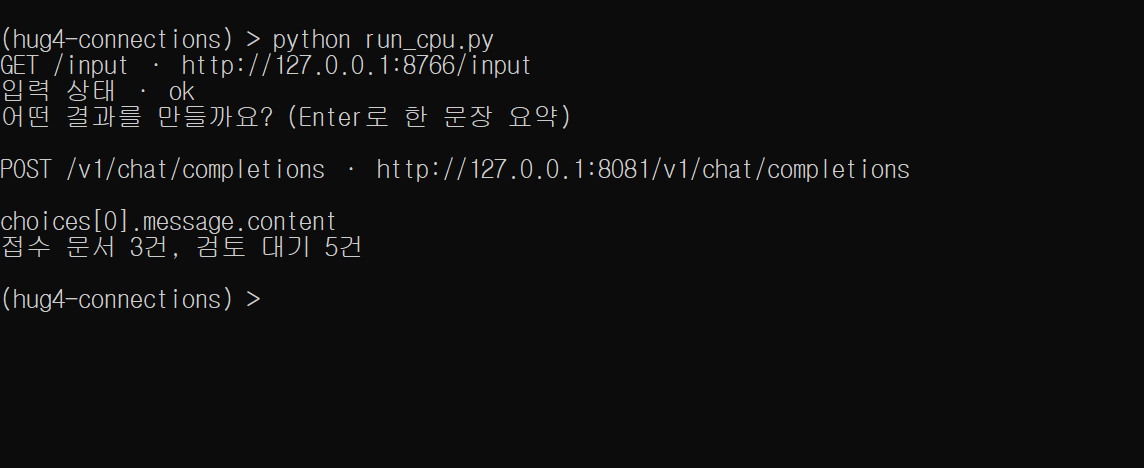 (hug4-connections) > python run_cpu.py
GET /input · http://127.0.0.1:8766/input
입력 상태 · ok
어떤 결과를 만들까요? (Enter로 한 문장 요약)
POST /v1/chat/completions · http://127.0.0.1:8081/v1/chat/completions
choices[0].message.content
접수 문서 3건, 검토 대기 5건
(hug4-connections) >